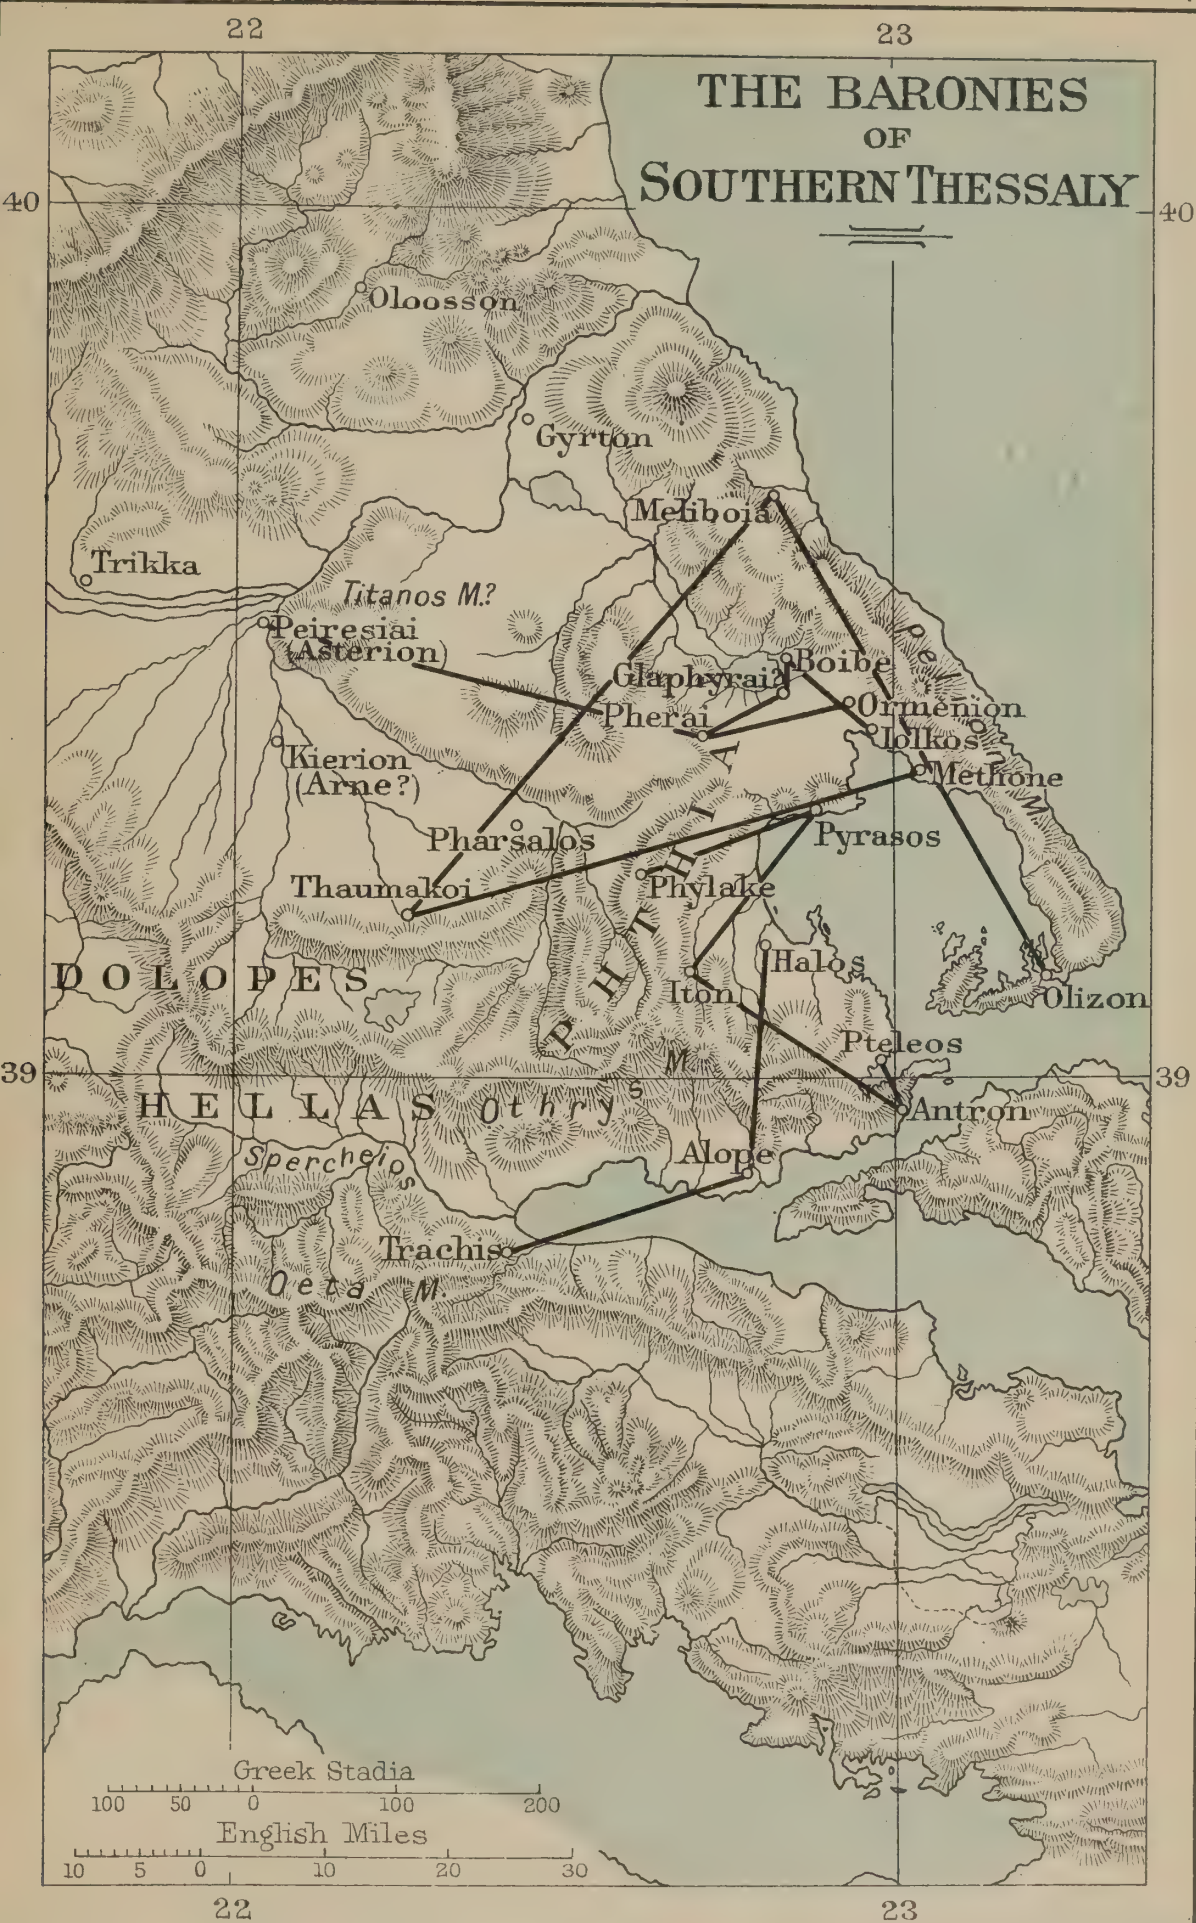 22
23
THE BARONIES
OF
SOUTHERN THESSALY
40
40
Oloosson
Gyrton
Meliboia
Trikka
Titanos M.?
Peiresiai
(Asterion)
Pelion M.
Boibe
Glaphyrai?
Ormenion
Pherai
Iolkos
Kierion
(Arne?)
Methone
Pharsalos
Pyrasos
Thaumakoi
Phylake
PHTHIA
Halos
DOLOPES
Iton
Olizon
Pteleos
39
39
HELLAS
Othrys M.
Antron
Spercheios
Alope
Trachis
Oeta M.
Greek Stadia
100 50 0 100 200
English Miles
10 5 0 10 20 30
22
23